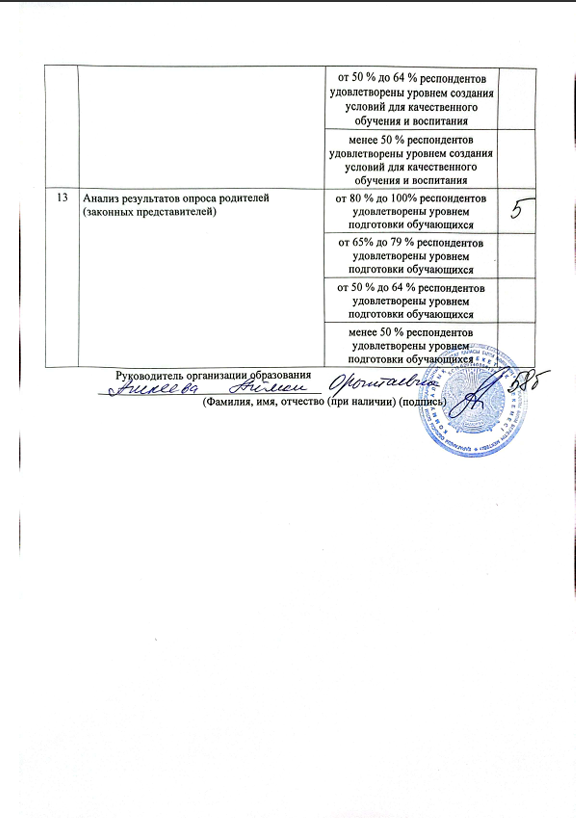 от 50 % до 64 % респондентов
удовлетворены уровнем создания
условий для качественного
обучения и воспитания
менее 50 % респондентов
удовлетворены уровнем создания
условий для качественного
обучения и воспитания
13
Анализ результатов опроса родителей
(законных представителей)
от 80 % до 100% респондентов
удовлетворены уровнем
подготовки обучающихся
5
от 65% до 79 % респондентов
удовлетворены уровнем
подготовки обучающихся
от 50 % до 64 % респондентов
удовлетворены уровнем
подготовки обучающихся
менее 50 % респондентов
удовлетворены уровнем
подготовки обучающихся
Руководитель организации образования
58б
(Фамилия, имя, отчество (при наличии) (подпись)